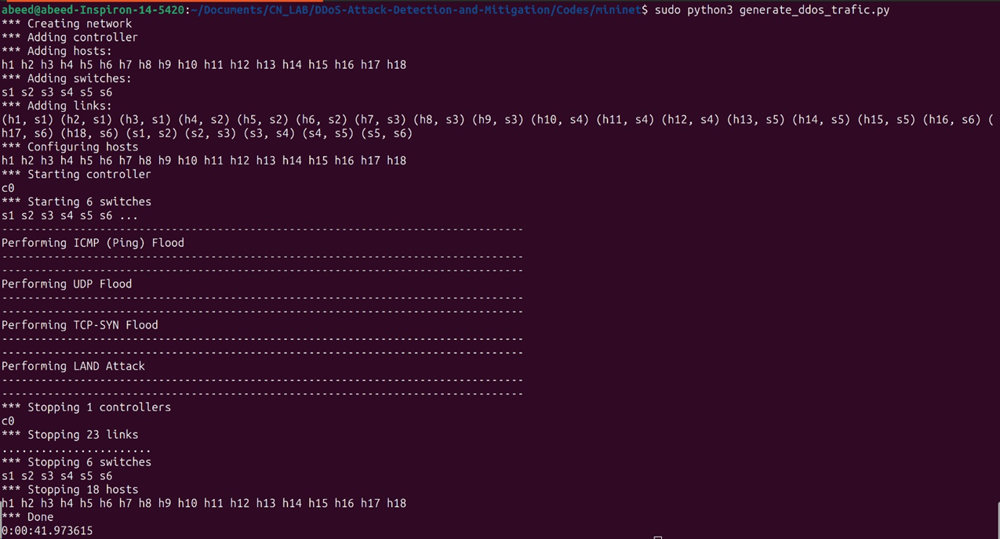 abeed@abeed-Inspiron-14-5420:~/Documents/CN_LAB/DDoS-Attack-Detection-and-Mitigation/Codes/mininet$ sudo python3 generate_ddos_trafic.py
*** Creating network
*** Adding controller
*** Adding hosts:
h1 h2 h3 h4 h5 h6 h7 h8 h9 h10 h11 h12 h13 h14 h15 h16 h17 h18
*** Adding switches:
s1 s2 s3 s4 s5 s6
*** Adding links:
(h1, s1) (h2, s1) (h3, s1) (h4, s2) (h5, s2) (h6, s2) (h7, s3) (h8, s3) (h9, s3) (h10, s4) (h11, s4) (h12, s4) (h13, s5) (h14, s5) (h15, s5) (h16, s6) (
h17, s6) (h18, s6) (s1, s2) (s2, s3) (s3, s4) (s4, s5) (s5, s6)
*** Configuring hosts
h1 h2 h3 h4 h5 h6 h7 h8 h9 h10 h11 h12 h13 h14 h15 h16 h17 h18
*** Starting controller
c0
*** Starting 6 switches
s1 s2 s3 s4 s5 s6 ...
--------------------------------------------------------------------------------
Performing ICMP (Ping) Flood
--------------------------------------------------------------------------------
--------------------------------------------------------------------------------
Performing UDP Flood
--------------------------------------------------------------------------------
--------------------------------------------------------------------------------
Performing TCP-SYN Flood
--------------------------------------------------------------------------------
--------------------------------------------------------------------------------
Performing LAND Attack
--------------------------------------------------------------------------------
--------------------------------------------------------------------------------
*** Stopping 1 controllers
c0
*** Stopping 23 links
.......................
*** Stopping 6 switches
s1 s2 s3 s4 s5 s6
*** Stopping 18 hosts
h1 h2 h3 h4 h5 h6 h7 h8 h9 h10 h11 h12 h13 h14 h15 h16 h17 h18
*** Done
0:00:41.973615